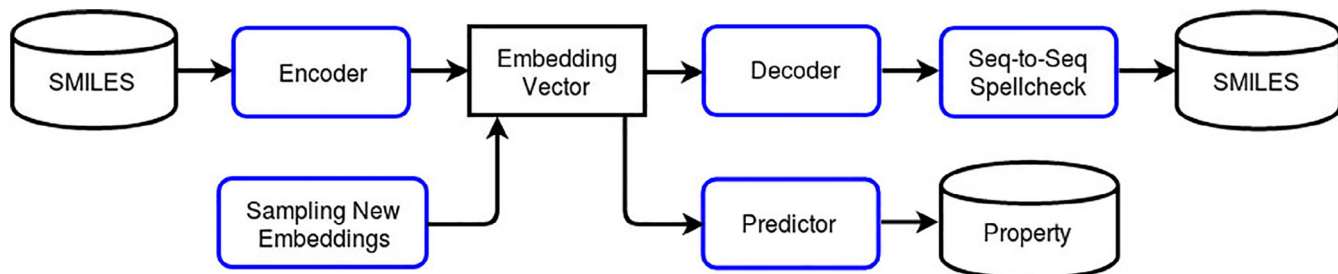 SMILES
Encoder
Embedding
Vector
Decoder
Seq-to-Seq
Spellcheck
SMILES
Sampling New
Embeddings
Predictor
Property